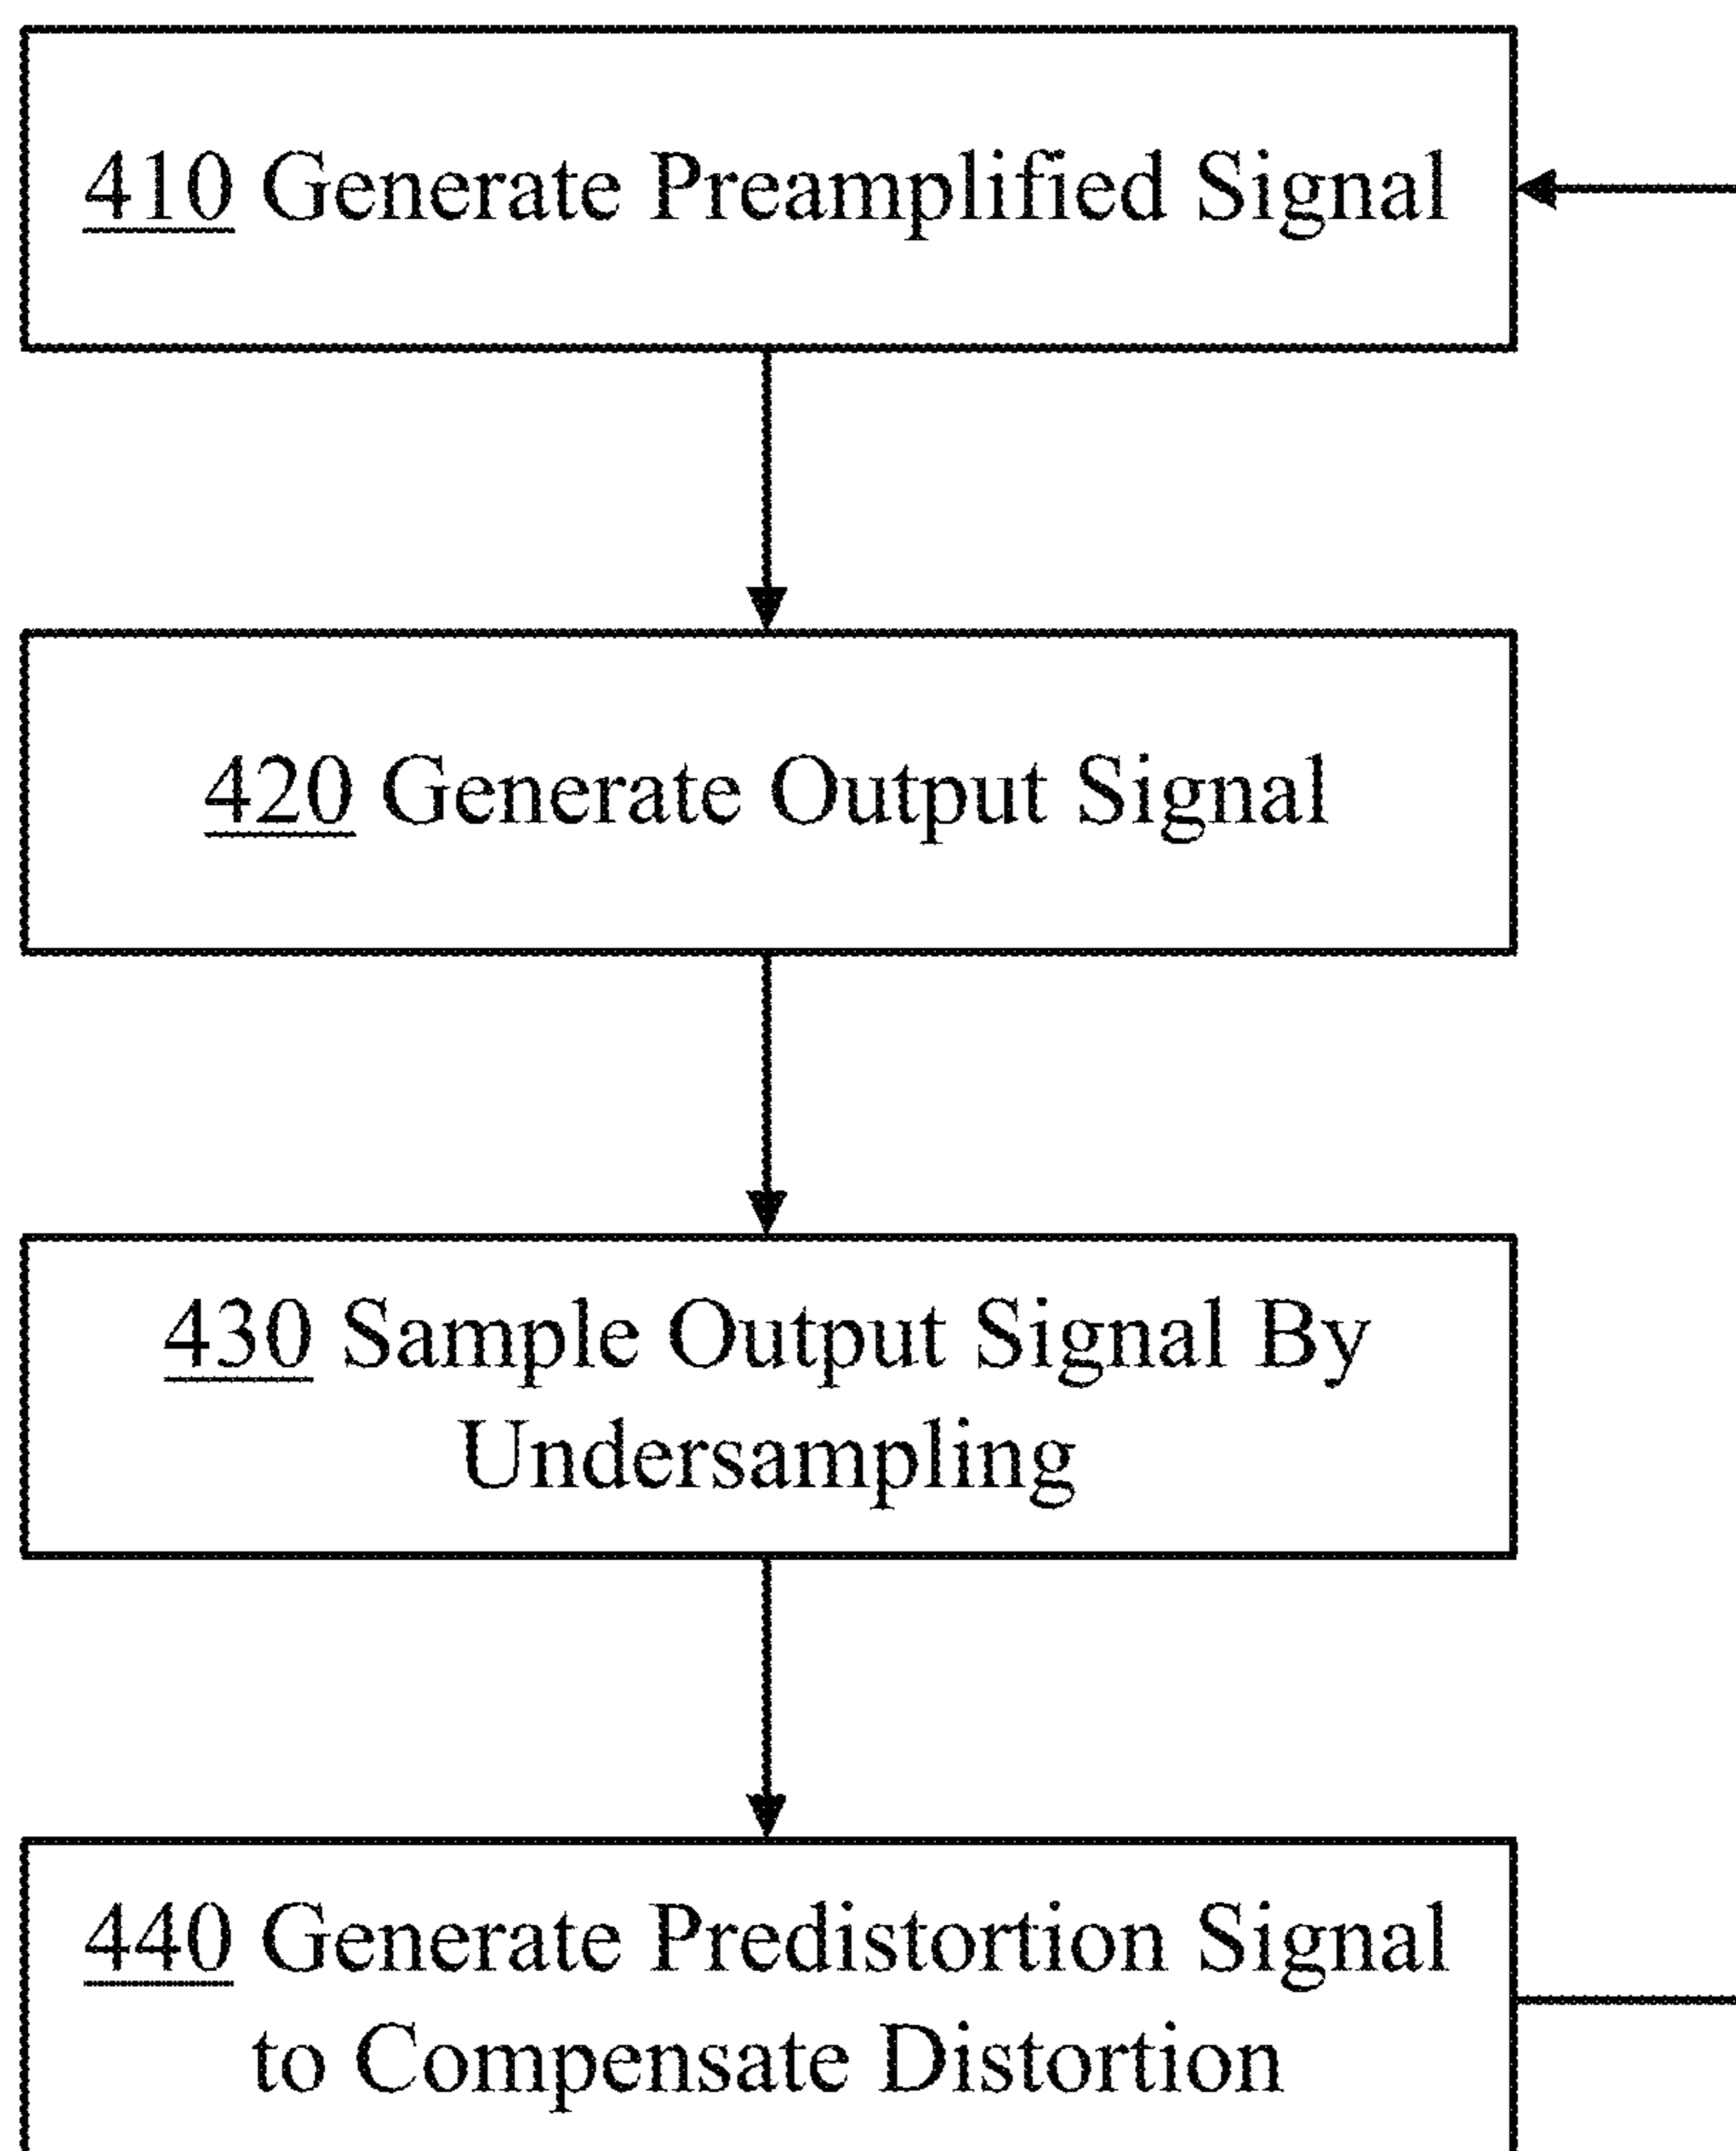 410 Generate Preamplified Signal
420 Generate Output Signal
430 Sample Output Signal By
Undersampling
440 Generate Predistortion Signal
to Compensate Distortion